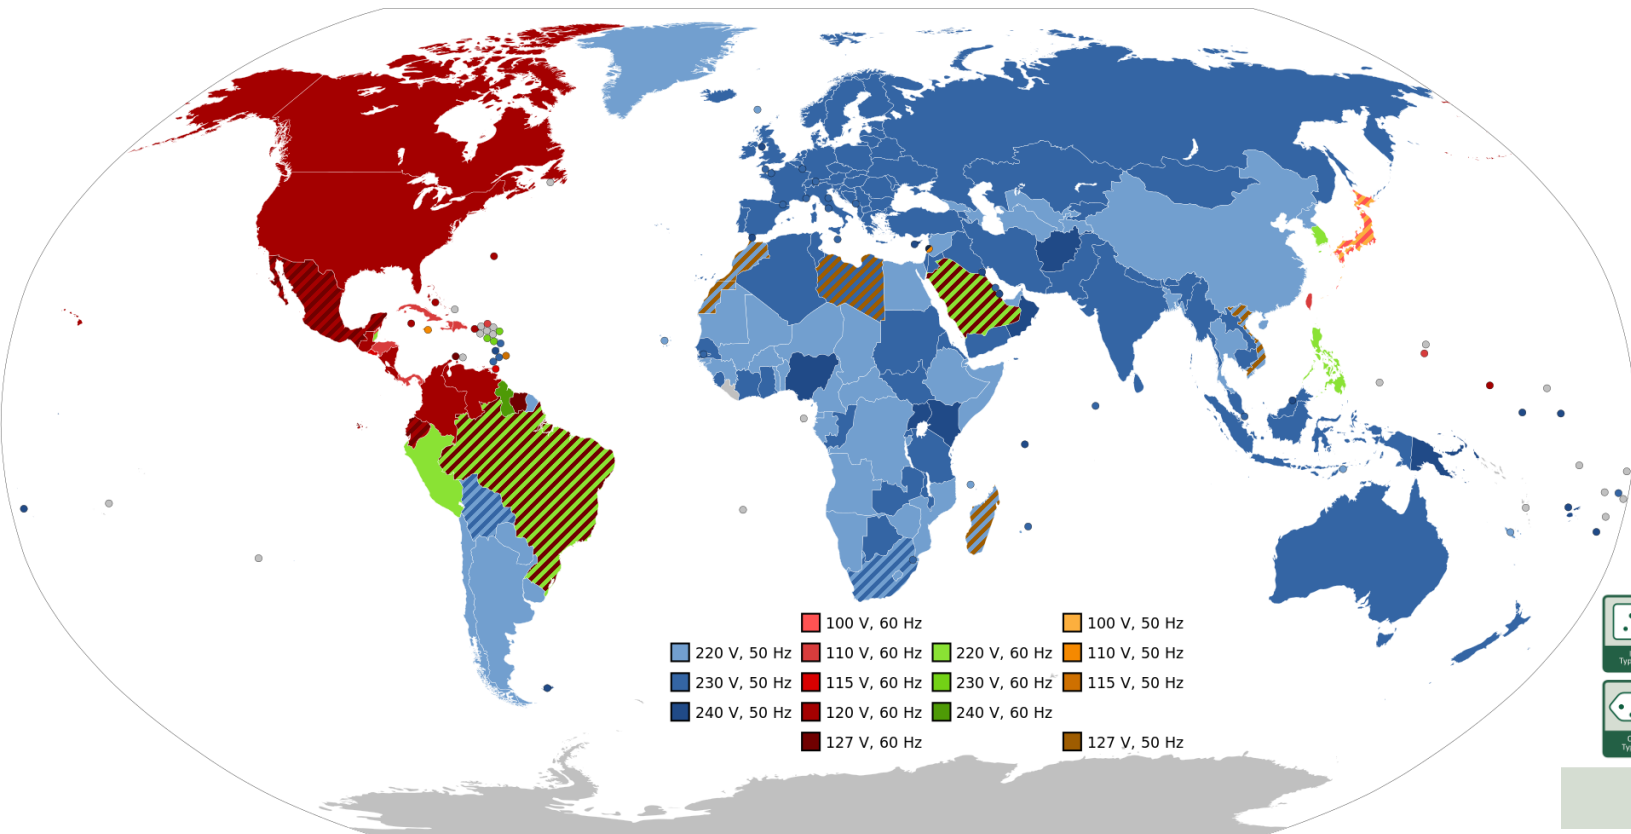 100 V, 60 Hz 100 V, 50 Hz
220 V, 50 Hz 110 V, 60 Hz 220 V, 60 Hz 110 V, 50 Hz
230 V, 50 Hz 115 V, 60 Hz 230 V, 60 Hz 115 V, 50 Hz
240 V, 50 Hz 120 V, 60 Hz 240 V, 60 Hz
127 V, 60 Hz 127 V, 50 Hz